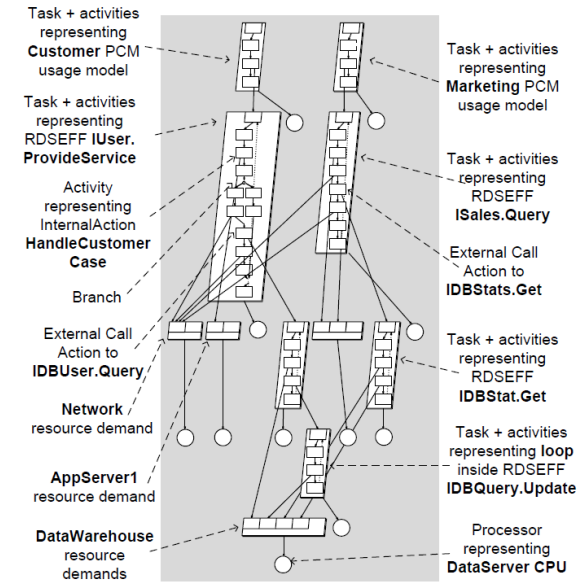 Task + activities
representing
Customer PCM
usage model
Task + activities
representing
RDSEFF IUser.
ProvideService
Activity
representing
InternalAction
HandleCustomer
Case
Branch
External Call
Action to
IDBUser.Query
Network
resource demand
AppServer1
resource demand
DataWarehouse
resource
demands
Task + activities
representing
Marketing PCM
usage model
Task + activities
representing
RDSEFF
ISales.Query
External Call
Action to
IDBStats.Get
Task + activities
representing
RDSEFF
IDBStat.Get
Task + activities
representing loop
inside RDSEFF
IDBQuery.Update
Processor
representing
DataServer CPU